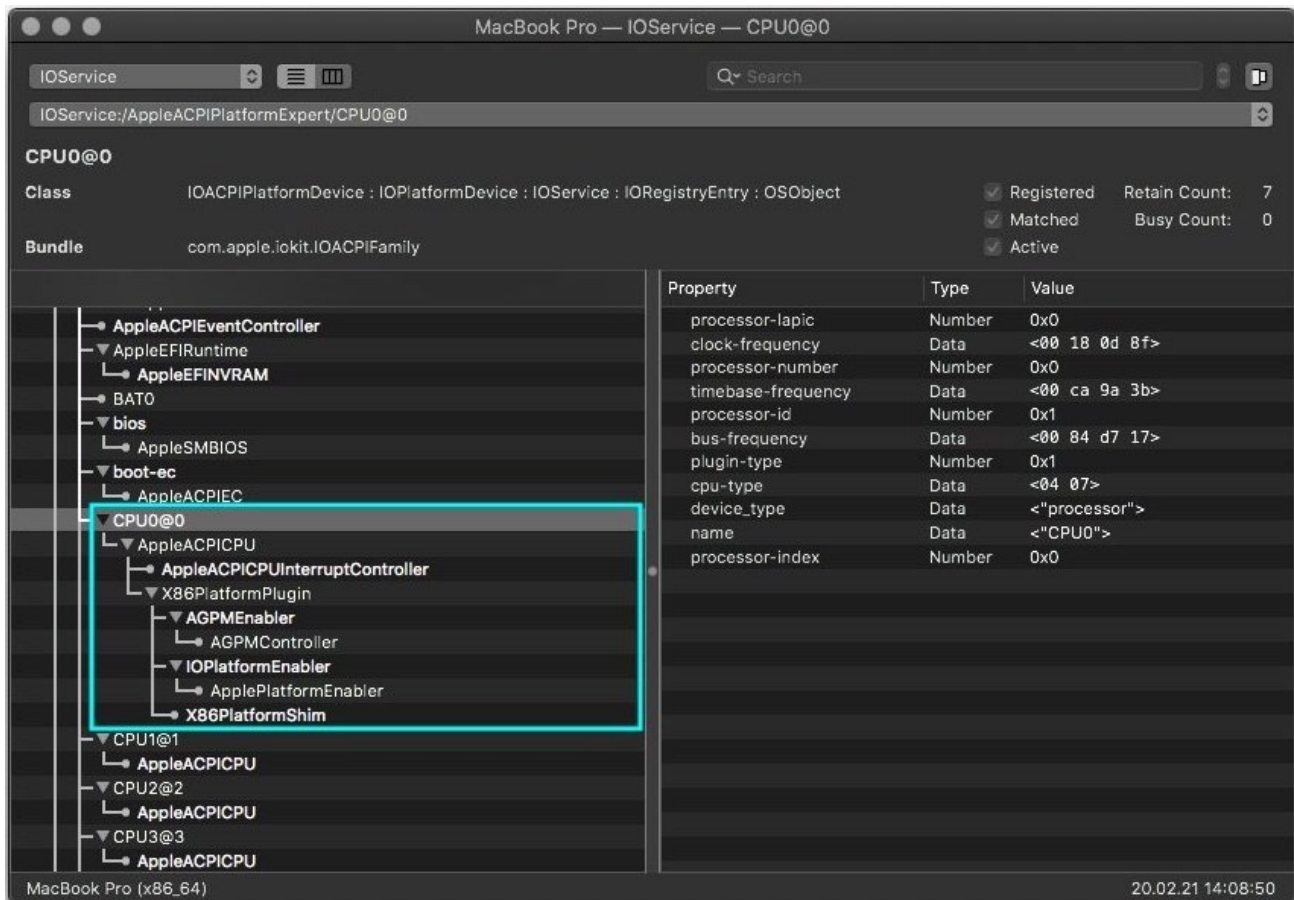 MacBook Pro — IOService — CPU0@0
IOService
Search
IOService:/AppleACPIPlatformExpert/CPU0@0
CPU0@0
Class IOACPIPlatformDevice : IOPlatformDevice : IOService : IORegistryEntry : OSObject Registered Retain Count: 7
Matched Busy Count: 0
Bundle com.apple.iokit.IOACPIFamily Active
AppleACPIEventController
AppleEFIRuntime
AppleEFINVRAM
BAT0
bios
AppleSMBIOS
boot-ec
AppleACPIEC
CPU0@0
AppleACPICPU
AppleACPICPUInterruptController
X86PlatformPlugin
AGPMEnabler
AGPMController
IOPlatformEnabler
ApplePlatformEnabler
X86PlatformShim
CPU1@1
AppleACPICPU
CPU2@2
AppleACPICPU
CPU3@3
AppleACPICPU
Property Type Value
processor-lapic Number 0x0
clock-frequency Data <00 18 0d 8f>
processor-number Number 0x0
timebase-frequency Data <00 ca 9a 3b>
processor-id Number 0x1
bus-frequency Data <00 84 d7 17>
plugin-type Number 0x1
cpu-type Data <04 07>
device_type Data <"processor">
name Data <"CPU0">
processor-index Number 0x0
MacBook Pro (x86_64) 20.02.21 14:08:50